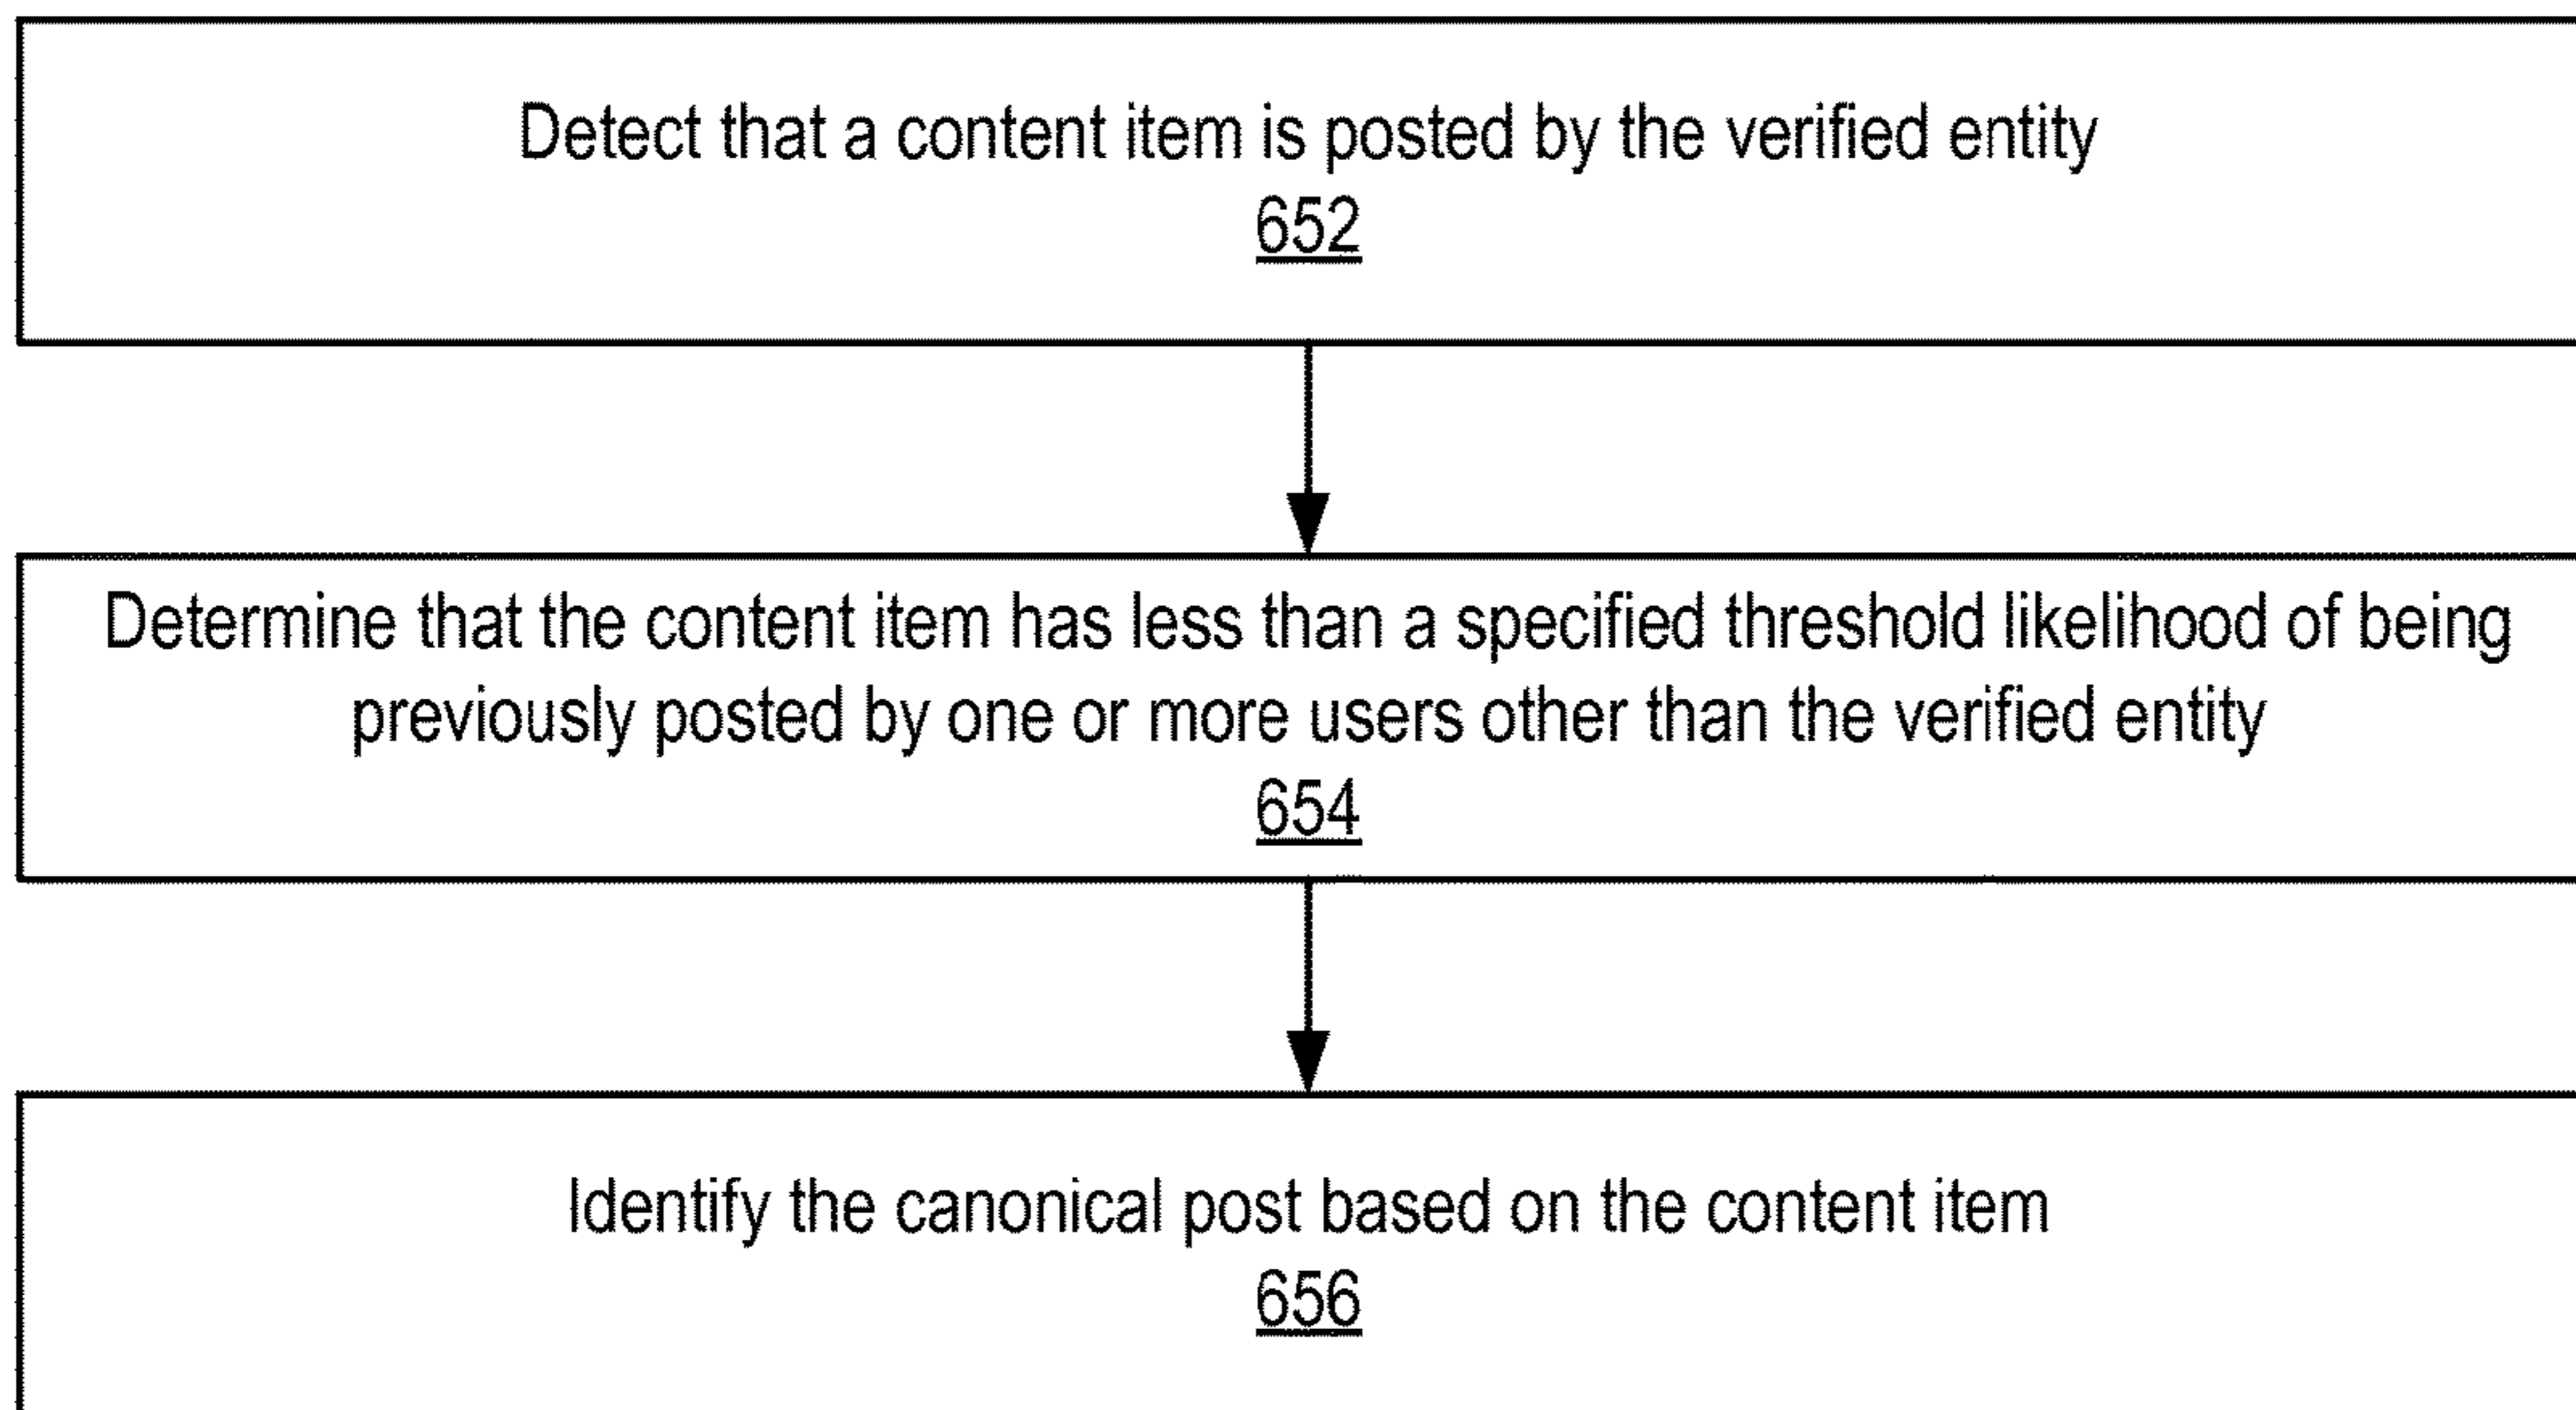 Detect that a content item is posted by the verified entity
652
Determine that the content item has less than a specified threshold likelihood of being
previously posted by one or more users other than the verified entity
654
Identify the canonical post based on the content item
656